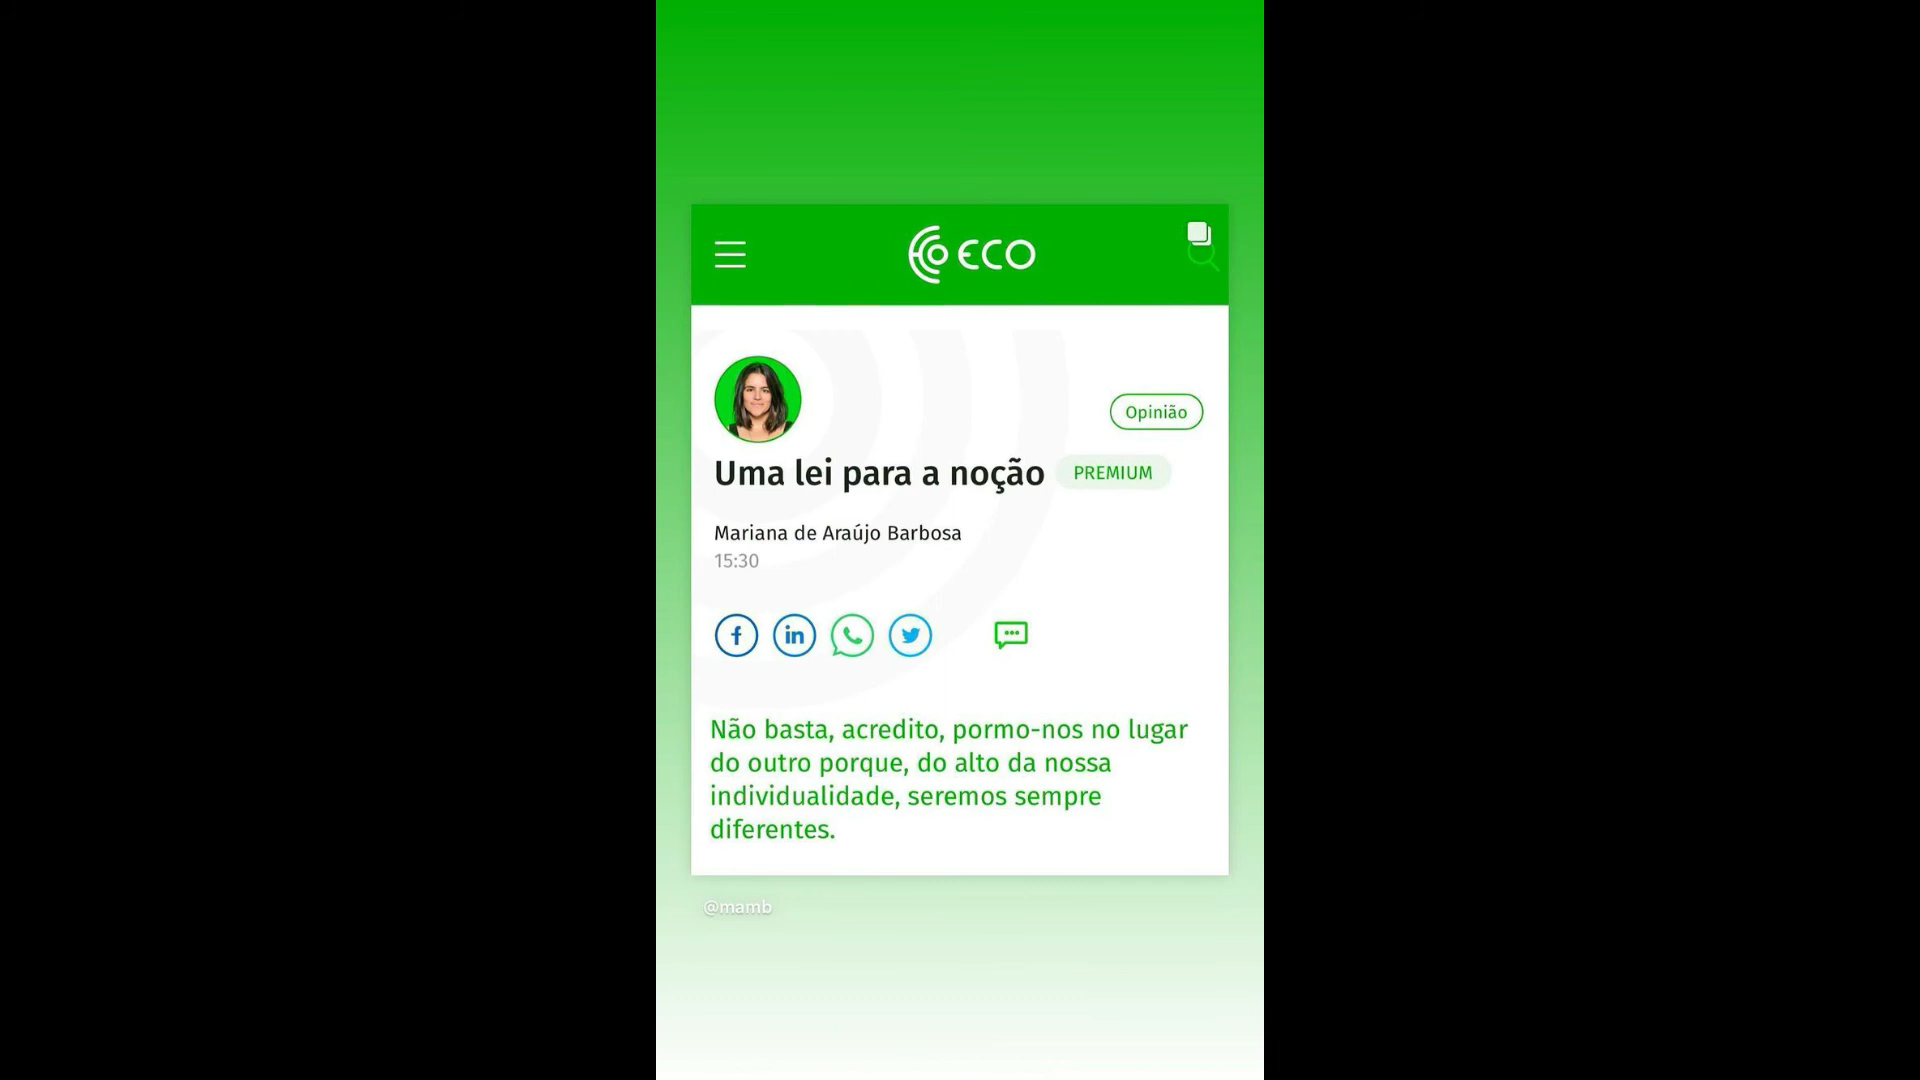 ECO
Opinião
Uma lei para a noção PREMIUM
Mariana de Araújo Barbosa
15:30
Não basta, acredito, pormo-nos no lugar
do outro porque, do alto da nossa
individualidade, seremos sempre
diferentes.
@mamb